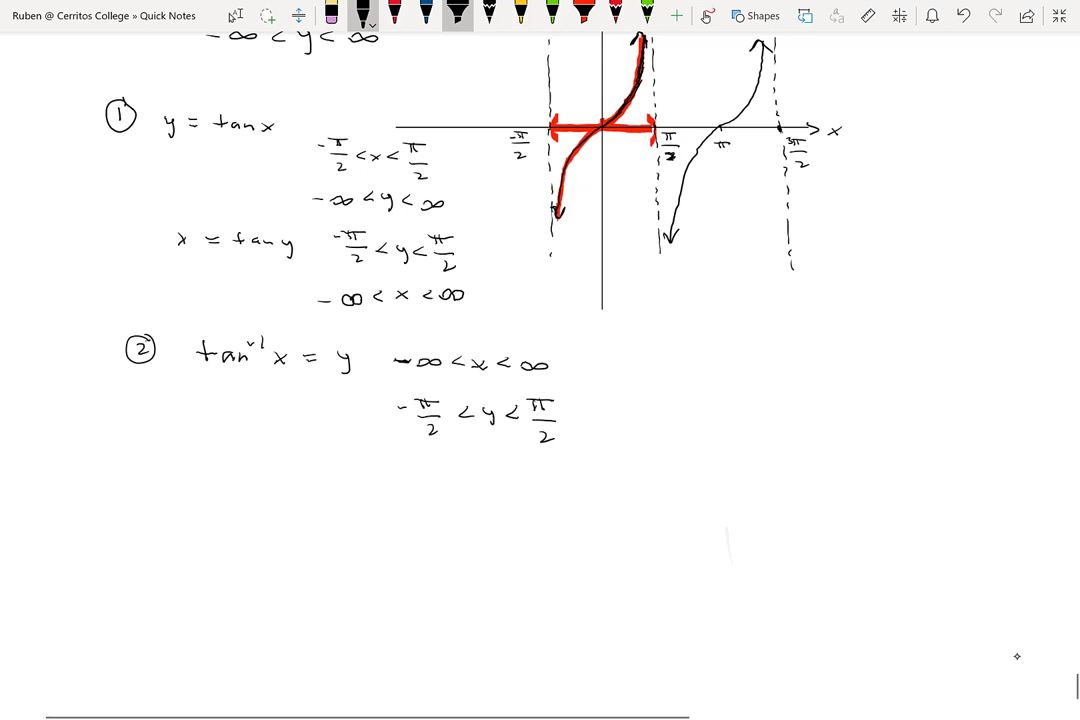 Ruben @ Cerritos College » Quick Notes
Shapes
- ∞ < y < ∞
① y = tan x
-π/2 < x < π/2
- ∞ < y < ∞
x = tan y -π/2 < y < π/2
- ∞ < x < ∞
② tan⁻¹ x = y -∞ < x < ∞
-π/2 < y < π/2
-π/2
π/2
π
3π/2
x